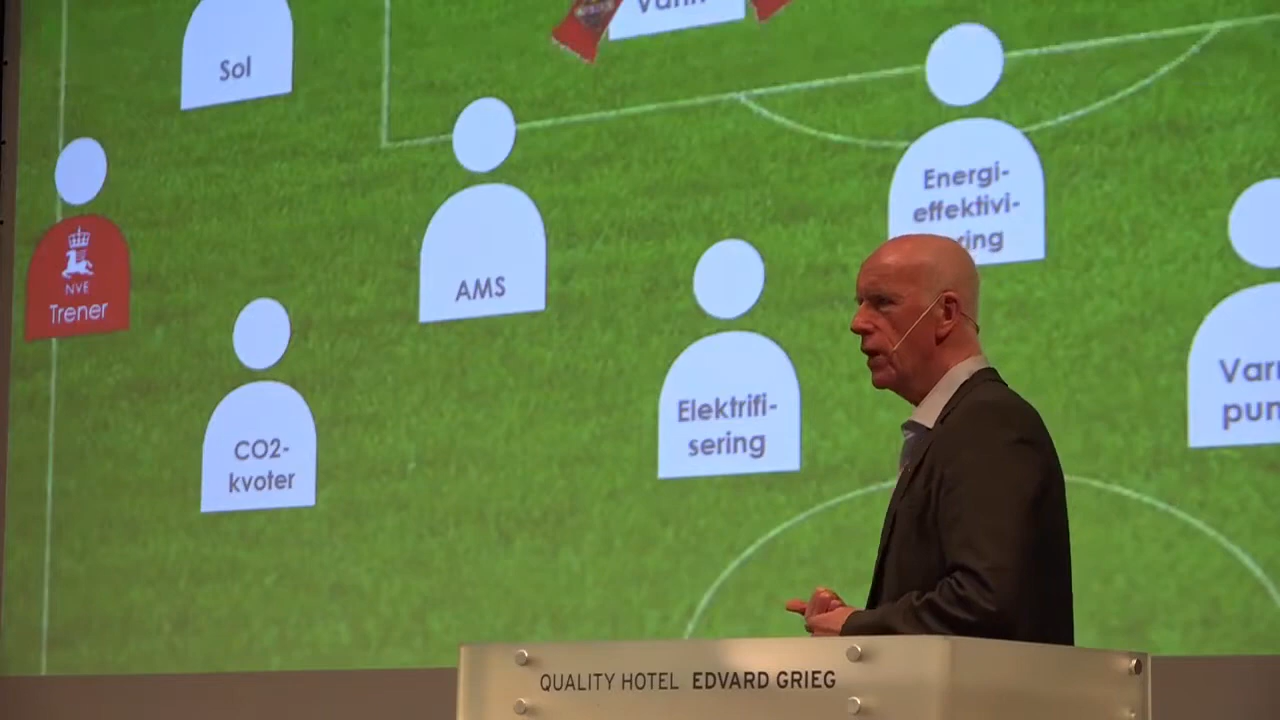 Sol
NVE
Trener
AMS
CO2-
kvoter
Elektrifi-
sering
Energi-
effektivi-
QUALITY HOTEL EDVARD GRIEG